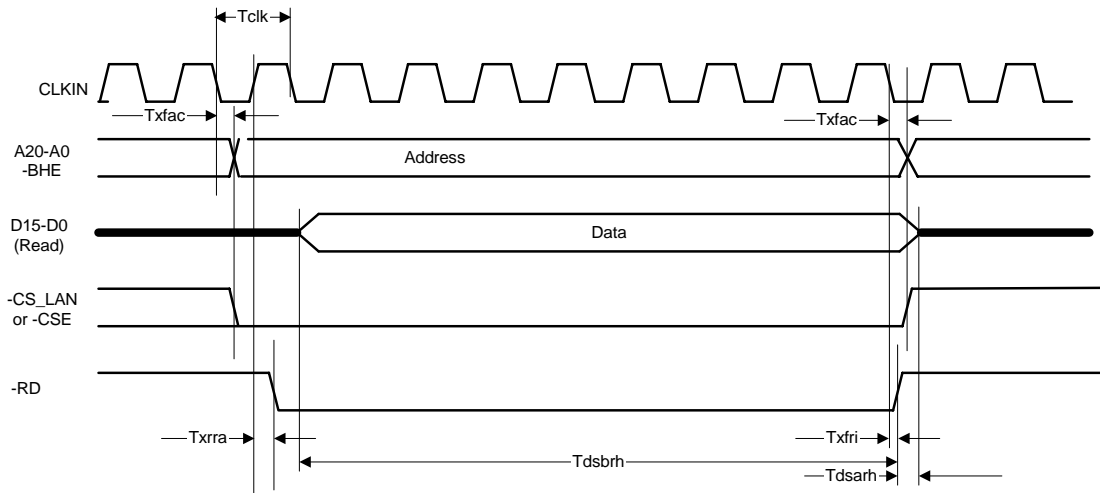 Tclk
CLKIN
Txfac
Txfac
A20-A0
-BHE
Address
D15-D0
(Read)
Data
-CS_LAN
or -CSE
-RD
Txrra
Txfri
Tdsbrh
Tdsarh